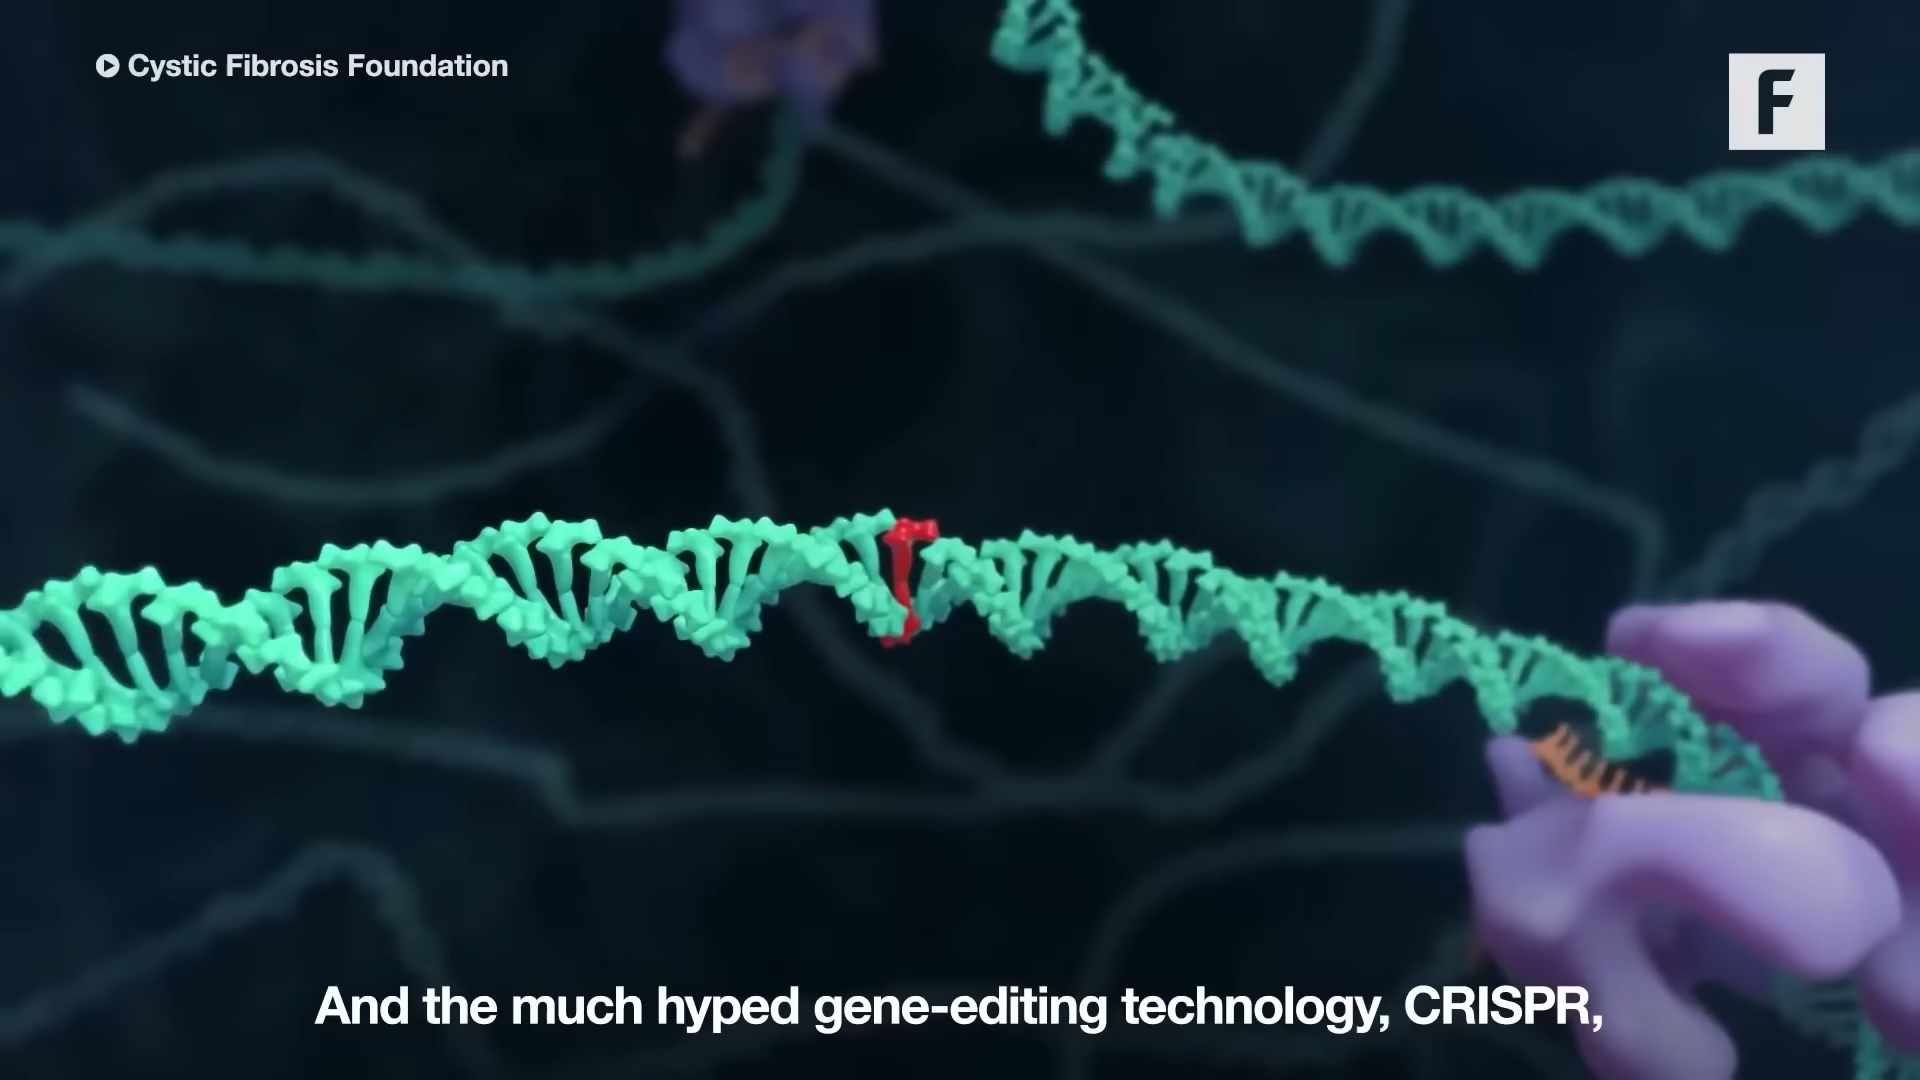 Cystic Fibrosis Foundation
F
And the much hyped gene-editing technology, CRISPR,